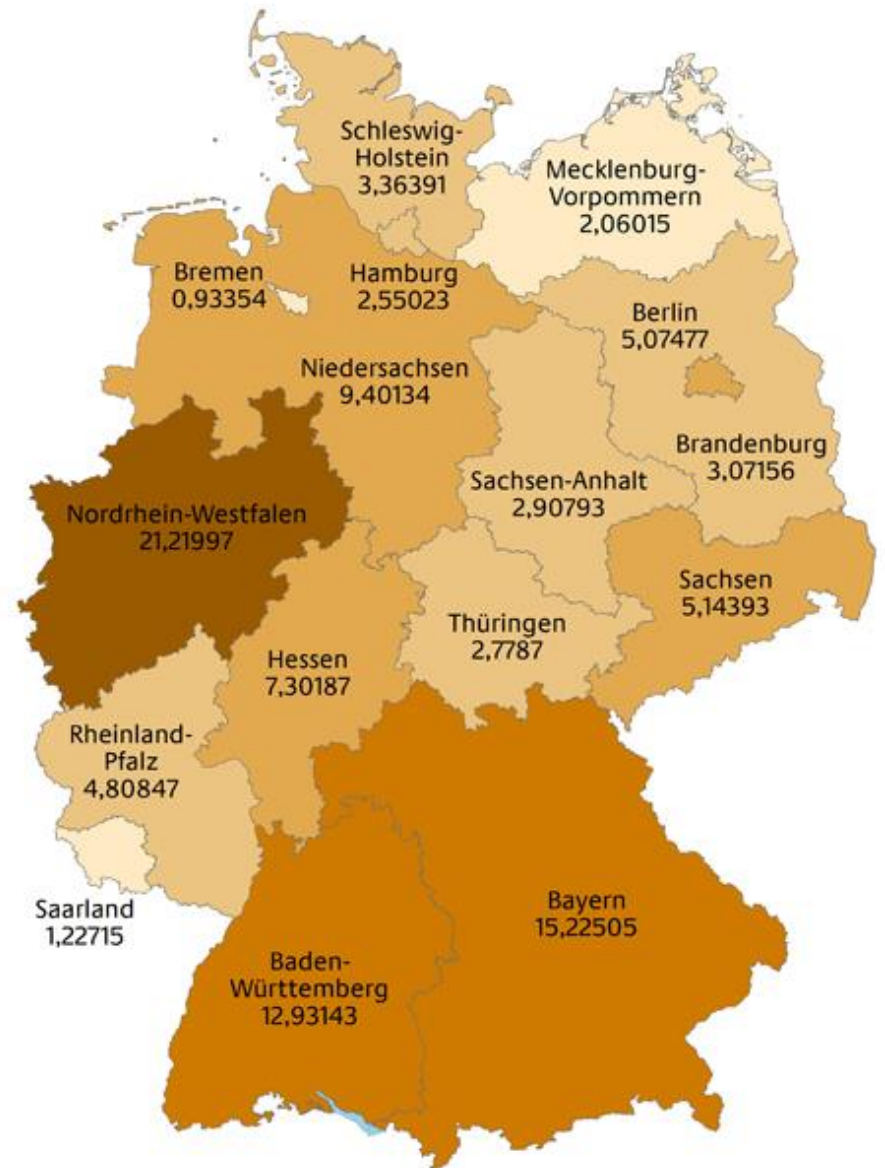 Schleswig-
Holstein
3,36391
Mecklenburg-
Vorpommern
2,06015
Bremen
0,93354
Hamburg
2,55023
Berlin
5,07477
Niedersachsen
9,40134
Brandenburg
3,07156
Sachsen-Anhalt
2,90793
Nordrhein-Westfalen
21,21997
Sachsen
5,14393
Thüringen
2,7787
Hessen
7,30187
Rheinland-
Pfalz
4,80847
Saarland
1,22715
Bayern
15,22505
Baden-
Württemberg
12,93143